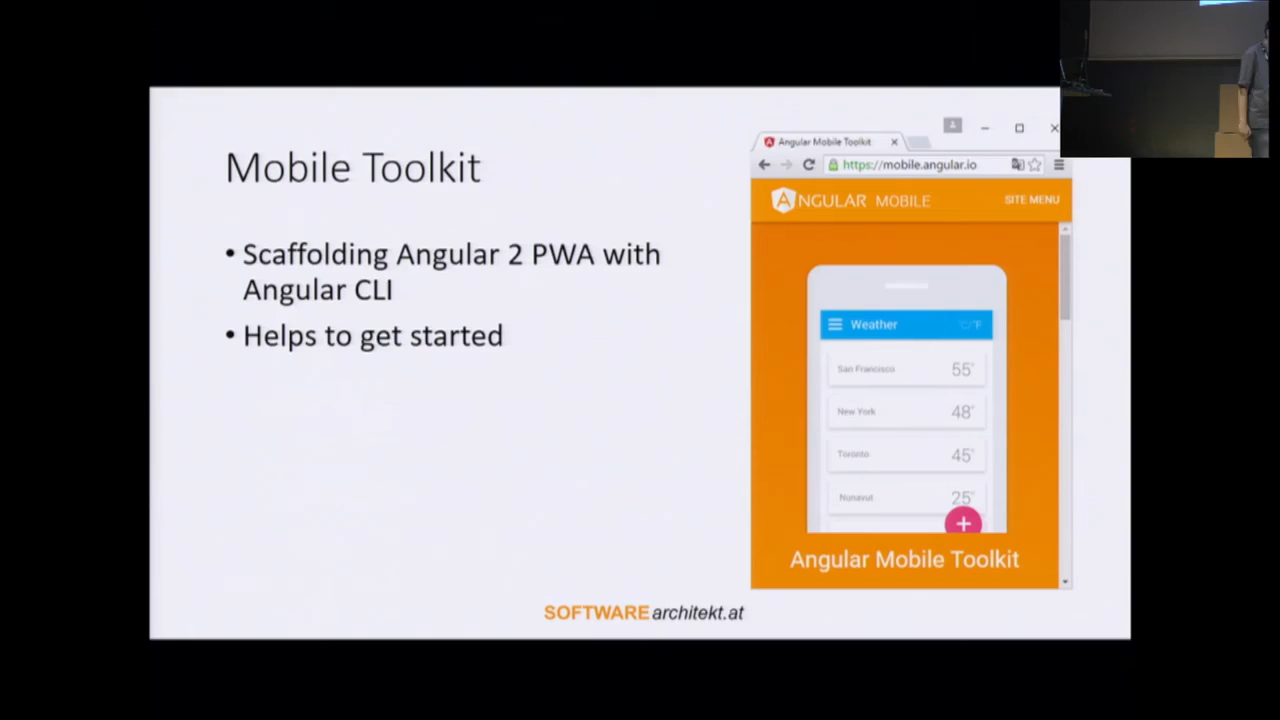 Mobile Toolkit
• Scaffolding Angular 2 PWA with
Angular CLI
• Helps to get started
Angular Mobile Toolkit
https://mobile.angular.io
ANGULAR MOBILE
SITE MENU
Weather
°C/°F
San Francisco 55°
New York 48°
Toronto 45°
Nunavut 25°
+
Angular Mobile Toolkit
SOFTWAREarchitekt.at